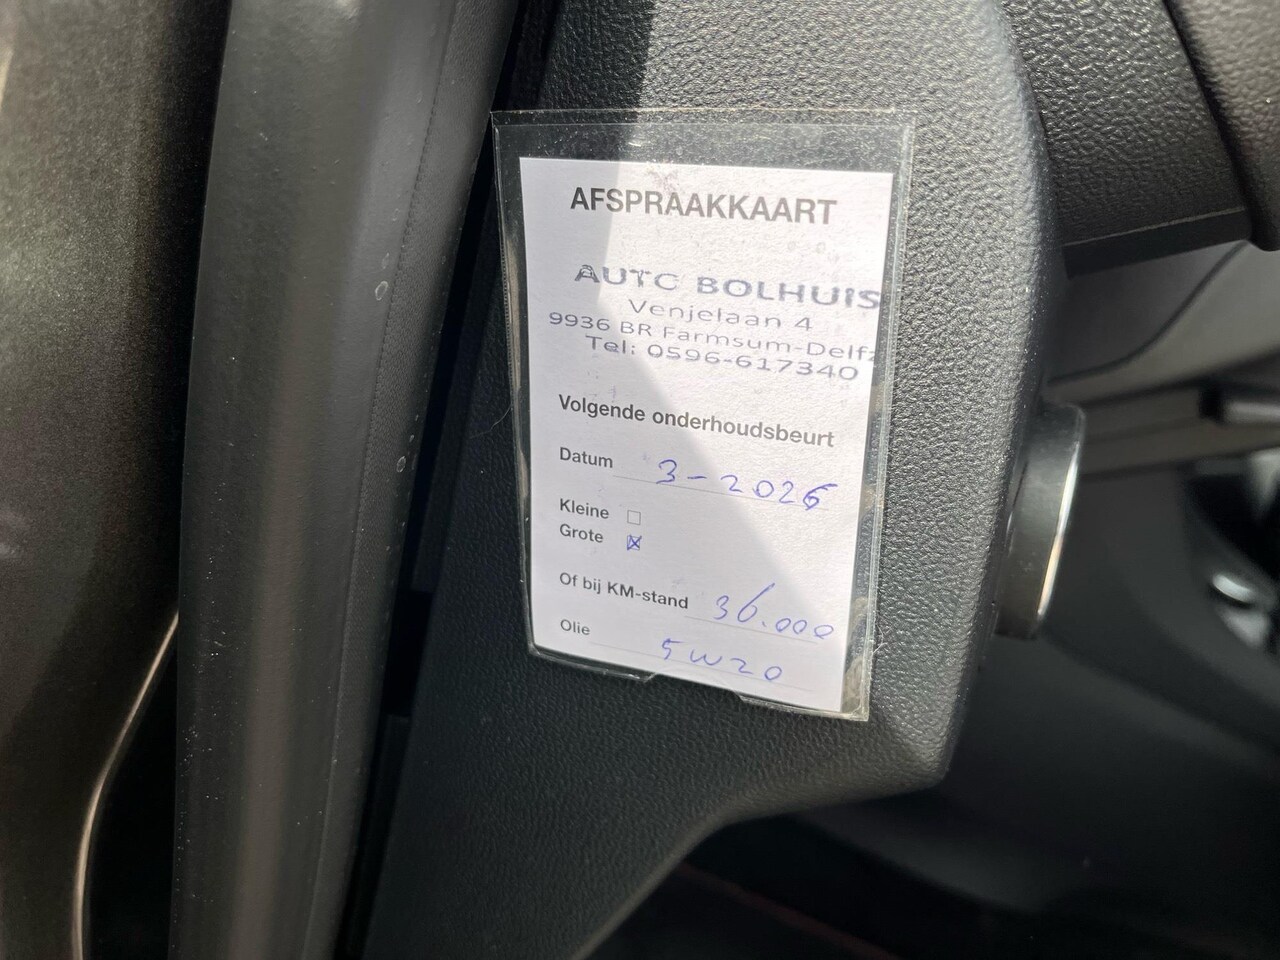 AFSPRAAKKAART
AUTO BOLHUIS
Venjelaan 4
9936 BR Farmsum-Delfz
Tel: 0596-617340
Volgende onderhoudsbeurt
Datum 3-2026
Kleine ☐
Grote ☒
Of bij KM-stand 36.000
Olie 5W20